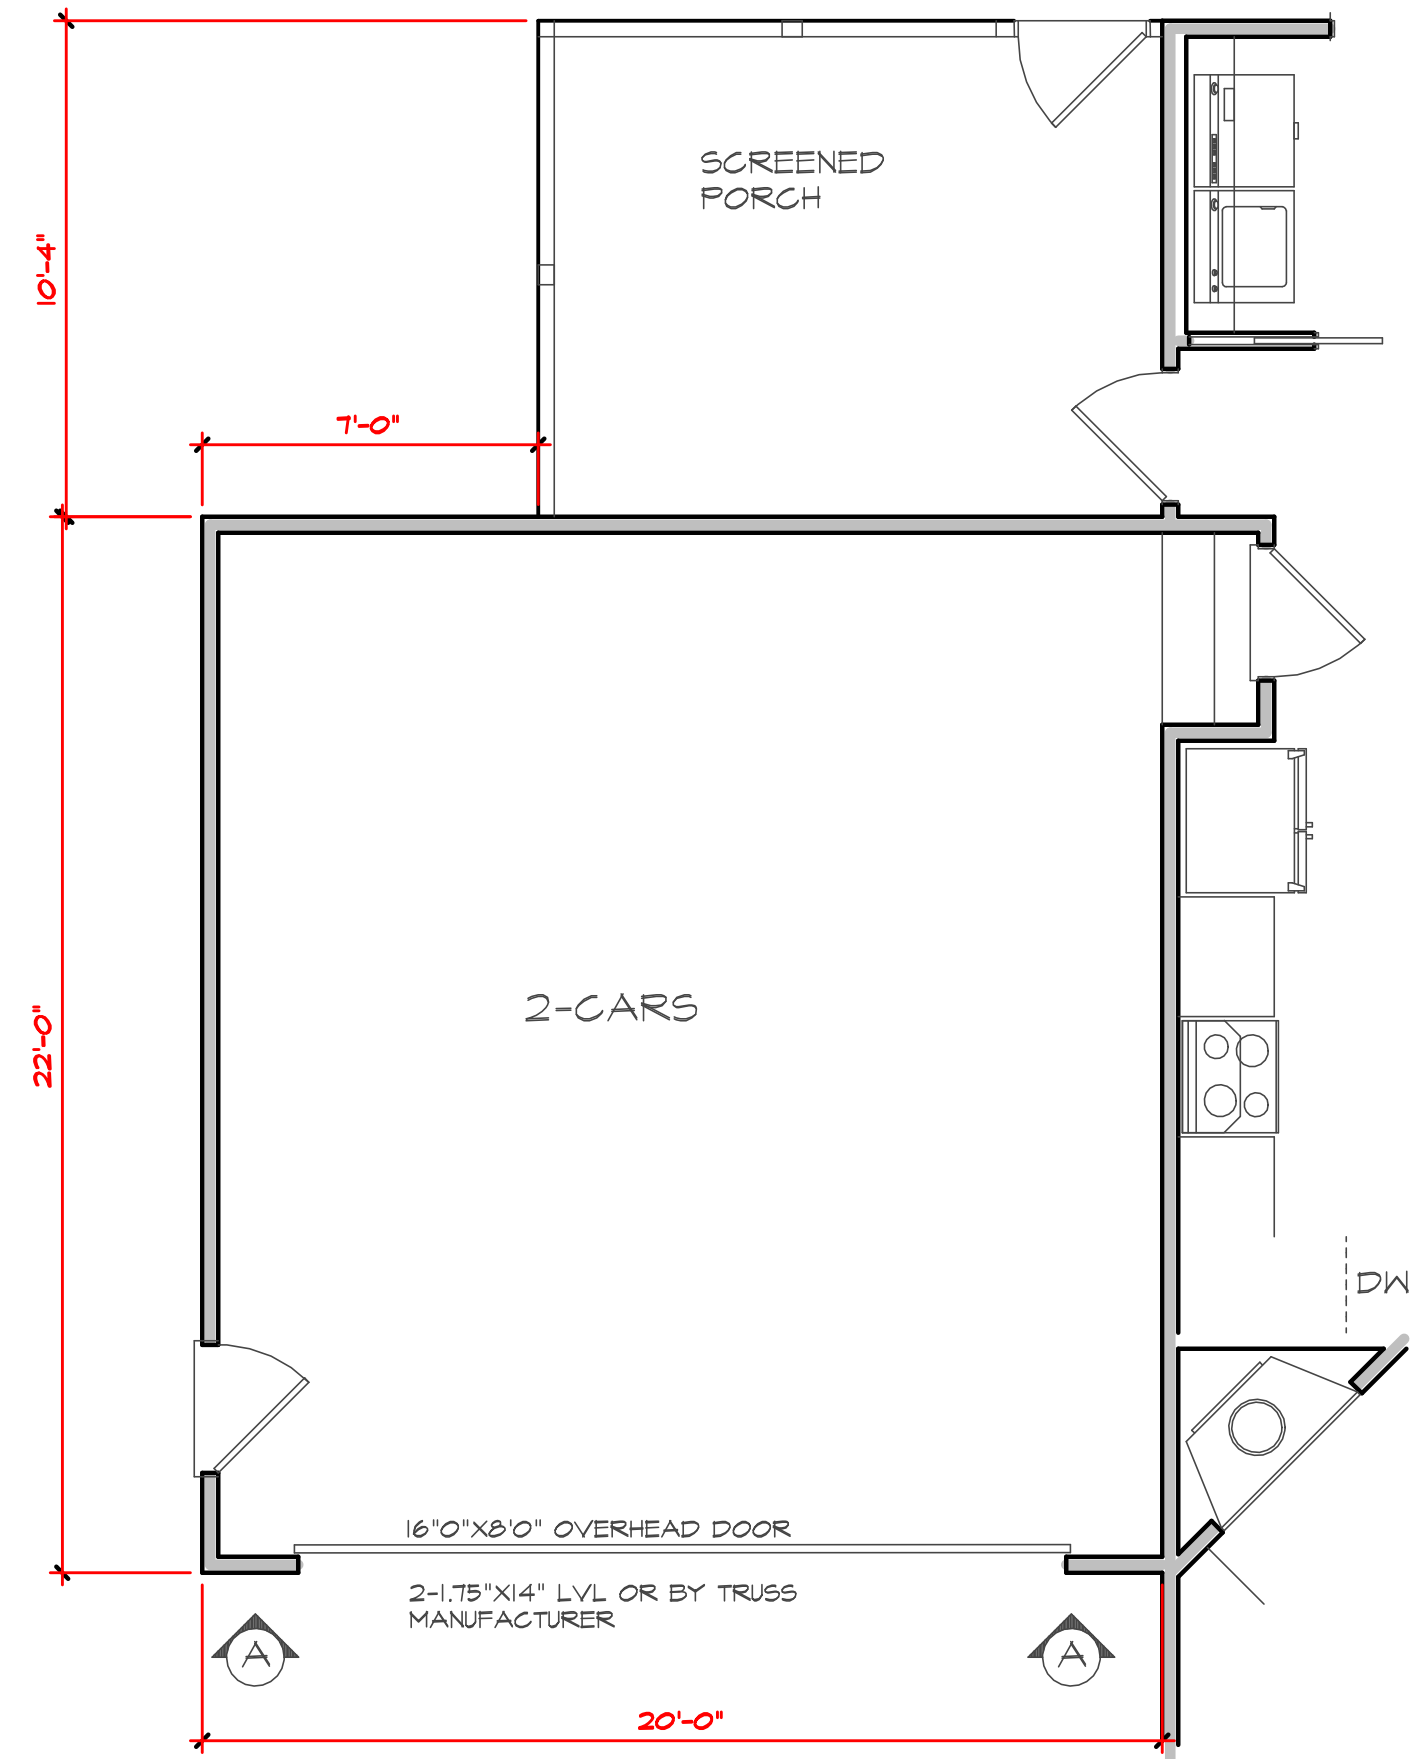 SCREENED
PORCH
10'-4"
7'-0"
2-CARS
22'-0"
DW
16"0"X8'0" OVERHEAD DOOR
2-1.75"X14" LVL OR BY TRUSS
MANUFACTURER
A
A
20'-0"